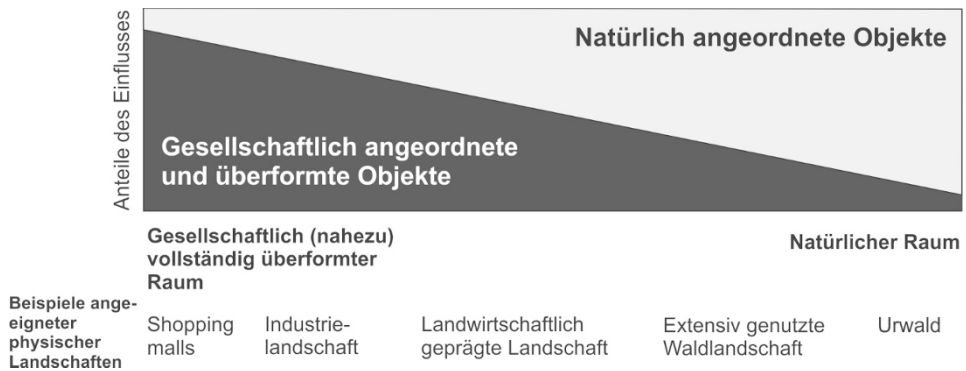 Natürlich angeordnete Objekte
Anteile des Einflusses
Gesellschaftlich angeordnete
und überformte Objekte
Gesellschaftlich (nahezu)
vollständig überformter
Raum
Natürlicher Raum
Beispiele ange-
eigneter
physischer
Landschaften
Shopping
malls
Industrie-
landschaft
Landwirtschaftlich
geprägte Landschaft
Extensiv genutzte
Waldlandschaft
Urwald